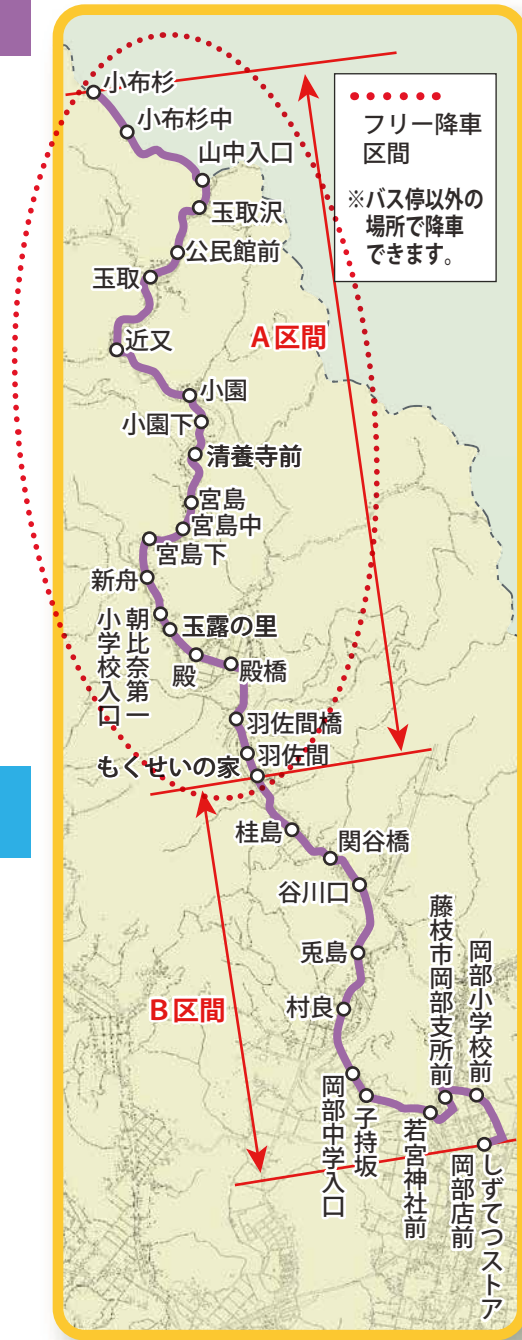 小布杉
小布杉中
山中入口
玉取沢
公民館前
玉取
近又
小園
小園下
清養寺前
宮島
宮島中
宮島下
新舟
朝比奈第一
小学校入口
玉露の里
殿
殿橋
羽佐間橋
羽佐間
もくせいの家
桂島
関谷橋
谷川口
兎島
村良
岡部中学入口
子持坂
若宮神社前
藤枝市岡部支所前
岡部小学校前
しずてつストア
岡部店前
A区間
B区間
フリー降車
区間
※バス停以外の
場所で降車
できます。